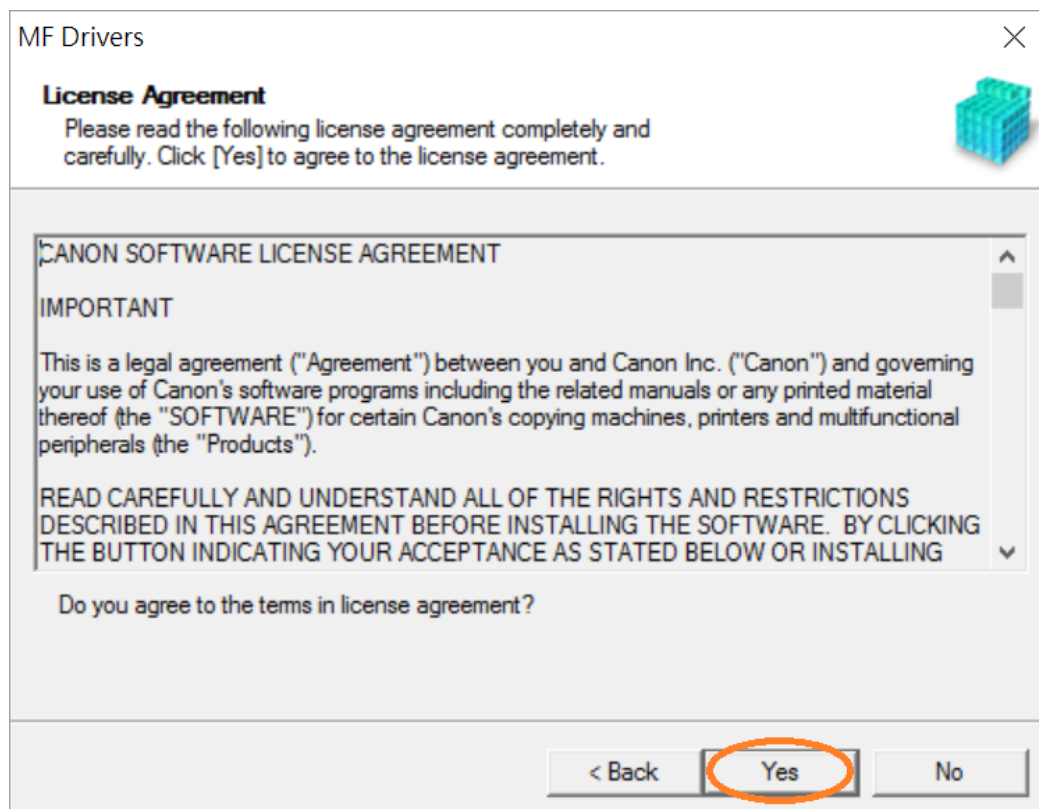 MF Drivers
License Agreement
Please read the following license agreement completely and
carefully. Click [Yes] to agree to the license agreement.
CANON SOFTWARE LICENSE AGREEMENT
IMPORTANT
This is a legal agreement ("Agreement") between you and Canon Inc. ("Canon") and governing
your use of Canon's software programs including the related manuals or any printed material
thereof (the "SOFTWARE") for certain Canon's copying machines, printers and multifunctional
peripherals (the "Products").
READ CAREFULLY AND UNDERSTAND ALL OF THE RIGHTS AND RESTRICTIONS
DESCRIBED IN THIS AGREEMENT BEFORE INSTALLING THE SOFTWARE.  BY CLICKING
THE BUTTON INDICATING YOUR ACCEPTANCE AS STATED BELOW OR INSTALLING
Do you agree to the terms in license agreement?
< Back Yes No